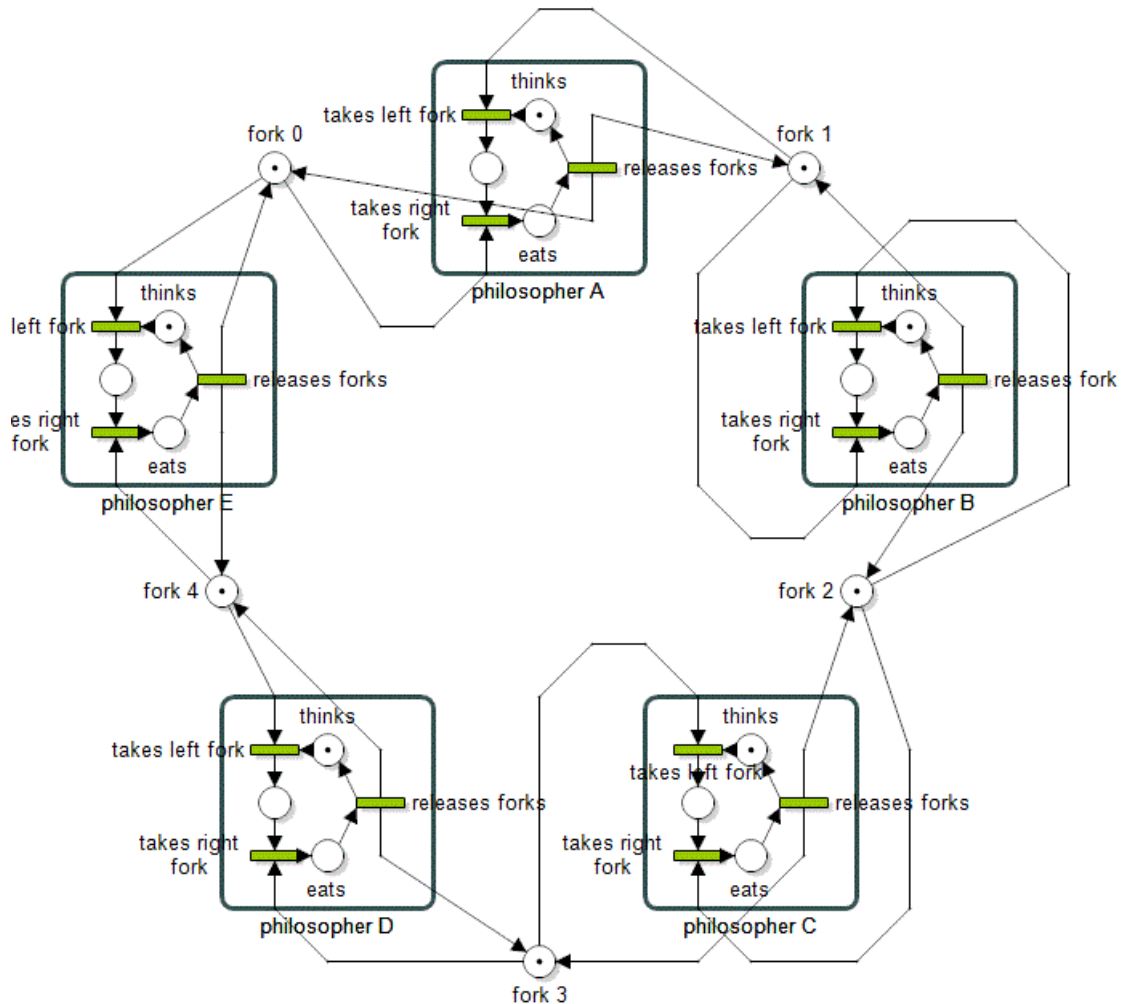 thinks
takes left fork
fork 0
fork 1
releases forks
takes right
fork
eats
philosopher A
thinks
thinks
left fork
takes left fork
releases forks
releases fork
es right
fork
takes right
fork
eats
eats
philosopher E
philosopher B
fork 4
fork 2
thinks
thinks
takes left fork
takes left fork
releases forks
releases forks
takes right
fork
takes right
fork
eats
eats
philosopher D
philosopher C
fork 3